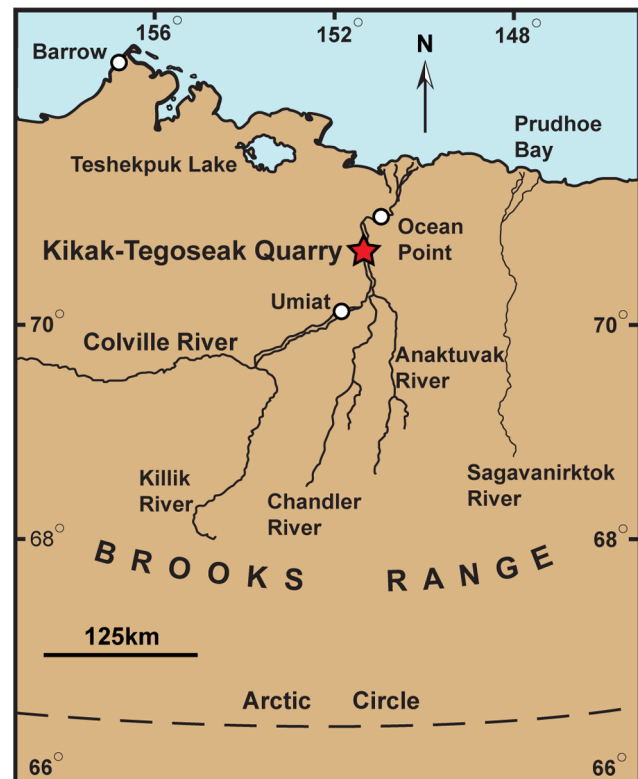 156°
152°
148°
N
Barrow
Prudhoe
Bay
Teshekpuk Lake
Ocean
Point
Kikak-Tegoseak Quarry
Umiat
70°
70°
Colville River
Anaktuvak
River
Killik
River
Chandler
River
Sagavanirktok
River
68°
68°
BROOKS RANGE
125km
Arctic Circle
66°
66°